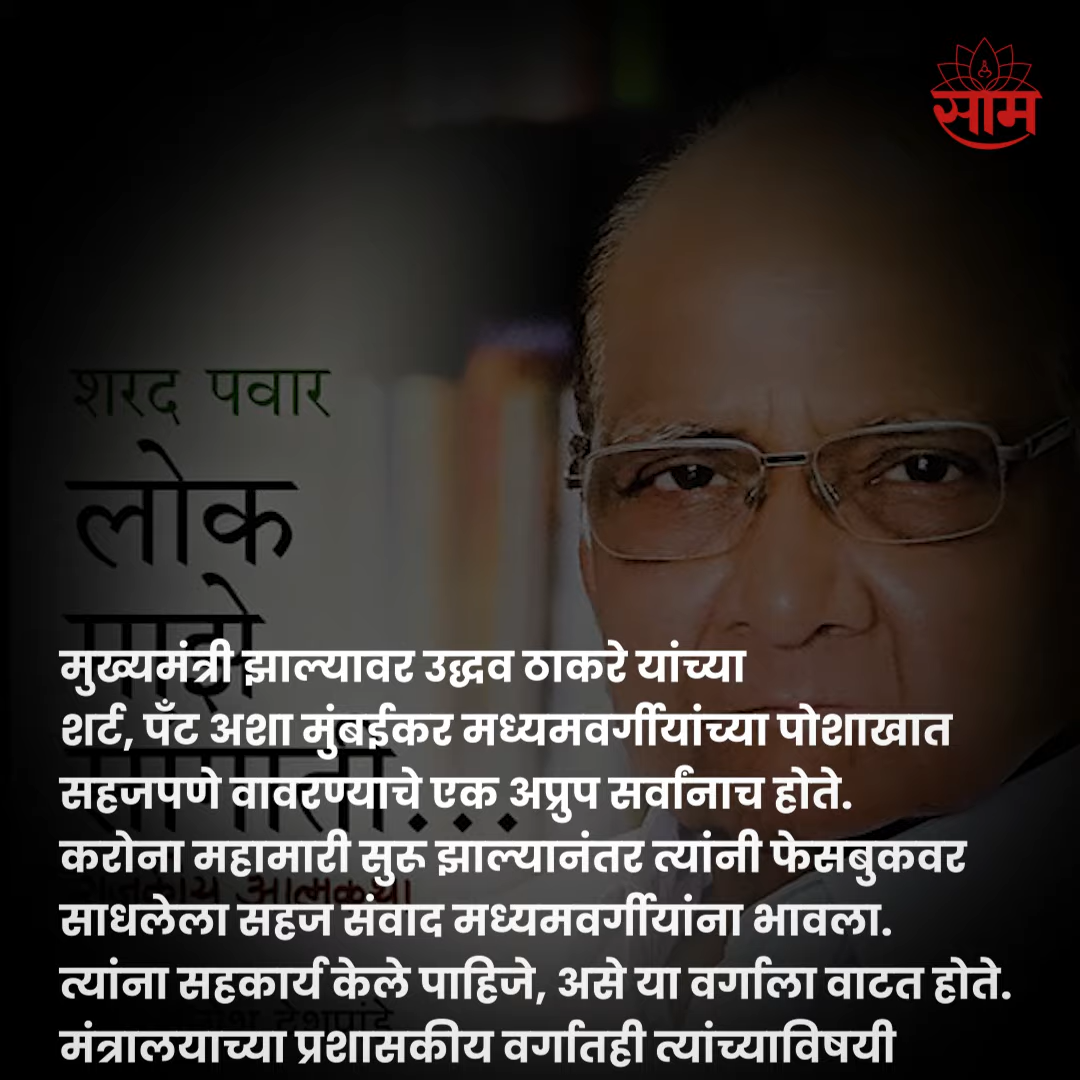 साम
शरद पवार
लोक
माझे
मुख्यमंत्री झाल्यावर उद्धव ठाकरे यांच्या
शर्ट, पँट अशा मुंबईकर मध्यमवर्गीयांच्या पोशाखात
सहजपणे वावरण्याचे एक अप्रुप सर्वांनाच होते.
करोना महामारी सुरू झाल्यानंतर त्यांनी फेसबुकवर
साधलेला सहज संवाद मध्यमवर्गीयांना भावला.
त्यांना सहकार्य केले पाहिजे, असे या वर्गाला वाटत होते.
मंत्रालयाच्या प्रशासकीय वर्गातही त्यांच्याविषयी